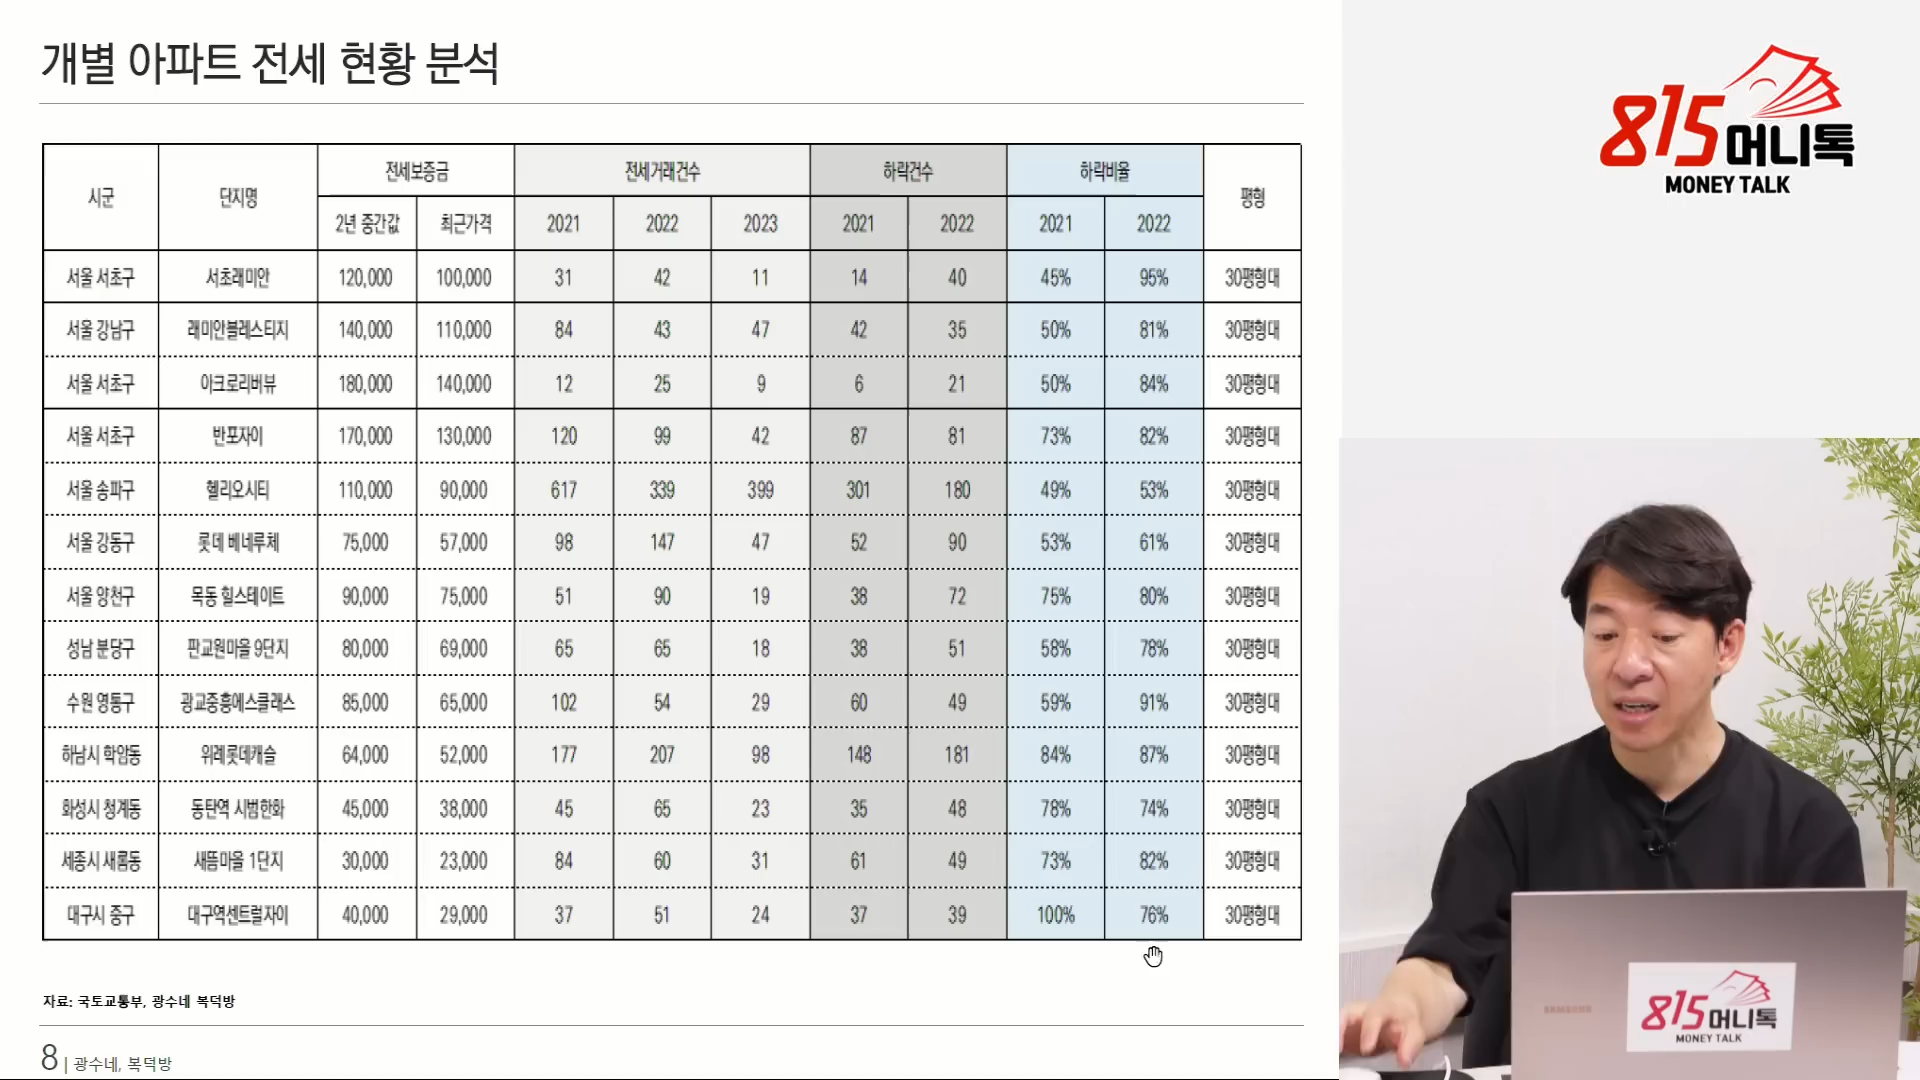 개별 아파트 전세 현황 분석
815머니톡
MONEY TALK
시군 단지명 전세보증금 전세거래건수 하락건수 하락비율 평형
2년 중간값 최근가격 2021 2022 2023 2021 2022 2021 2022
서울 서초구 서초래미안 120,000 100,000 31 42 11 14 40 45% 95% 30평형대
서울 강남구 래미안블레스티지 140,000 110,000 84 43 47 42 35 50% 81% 30평형대
서울 서초구 아크로리버뷰 180,000 140,000 12 25 9 6 21 50% 84% 30평형대
서울 서초구 반포자이 170,000 130,000 120 99 42 87 81 73% 82% 30평형대
서울 송파구 헬리오시티 110,000 90,000 617 339 399 301 180 49% 53% 30평형대
서울 강동구 롯데 베네루체 75,000 57,000 98 147 47 52 90 53% 61% 30평형대
서울 양천구 목동 힐스테이트 90,000 75,000 51 90 19 38 72 75% 80% 30평형대
성남 분당구 판교원마을 9단지 80,000 69,000 65 65 18 38 51 58% 78% 30평형대
수원 영통구 광교중흥에스클래스 85,000 65,000 102 54 29 60 49 59% 91% 30평형대
하남시 학암동 위례롯데캐슬 64,000 52,000 177 207 98 148 181 84% 87% 30평형대
화성시 청계동 동탄역 시범한화 45,000 38,000 45 65 23 35 48 78% 74% 30평형대
세종시 새롬동 새뜸마을 1단지 30,000 23,000 84 60 31 61 49 73% 82% 30평형대
대구시 중구 대구역센트럴자이 40,000 29,000 37 51 24 37 39 100% 76% 30평형대
자료: 국토교통부, 광수네 복덕방
8 | 광수네, 복덕방
SAMSUNG
815머니톡
MONEY TALK